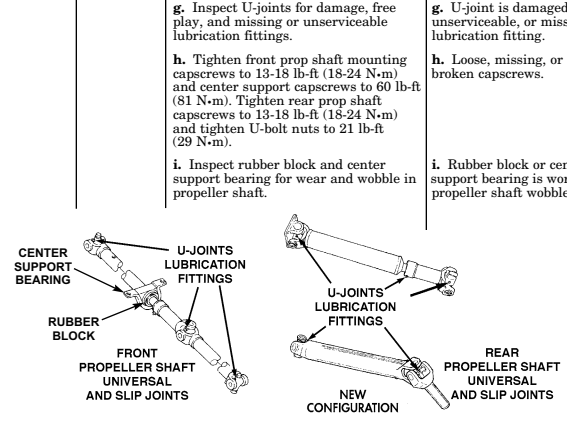 g. Inspect U-joints for damage, free
play, and missing or unserviceable
lubrication fittings.
h. Tighten front prop shaft mounting
capscrews to 13-18 lb-ft (18-24 N•m)
and center support capscrews to 60 lb-ft
(81 N•m). Tighten rear prop shaft
capscrews to 13-18 lb-ft (18-24 N•m)
and tighten U-bolt nuts to 21 lb-ft
(29 N•m).
i. Inspect rubber block and center
support bearing for wear and wobble in
propeller shaft.
g. U-joint is damaged
unserviceable, or
lubrication fitting.
h. Loose, missing, or
broken capscrews.
i. Rubber block or
support bearing is
propeller shaft
CENTER
SUPPORT
BEARING
RUBBER
BLOCK
U-JOINTS
LUBRICATION
FITTINGS
FRONT
PROPELLER SHAFT
UNIVERSAL
AND SLIP JOINTS
U-JOINTS
LUBRICATION
FITTINGS
NEW
CONFIGURATION
REAR
PROPELLER SHAFT
UNIVERSAL
AND SLIP JOINTS